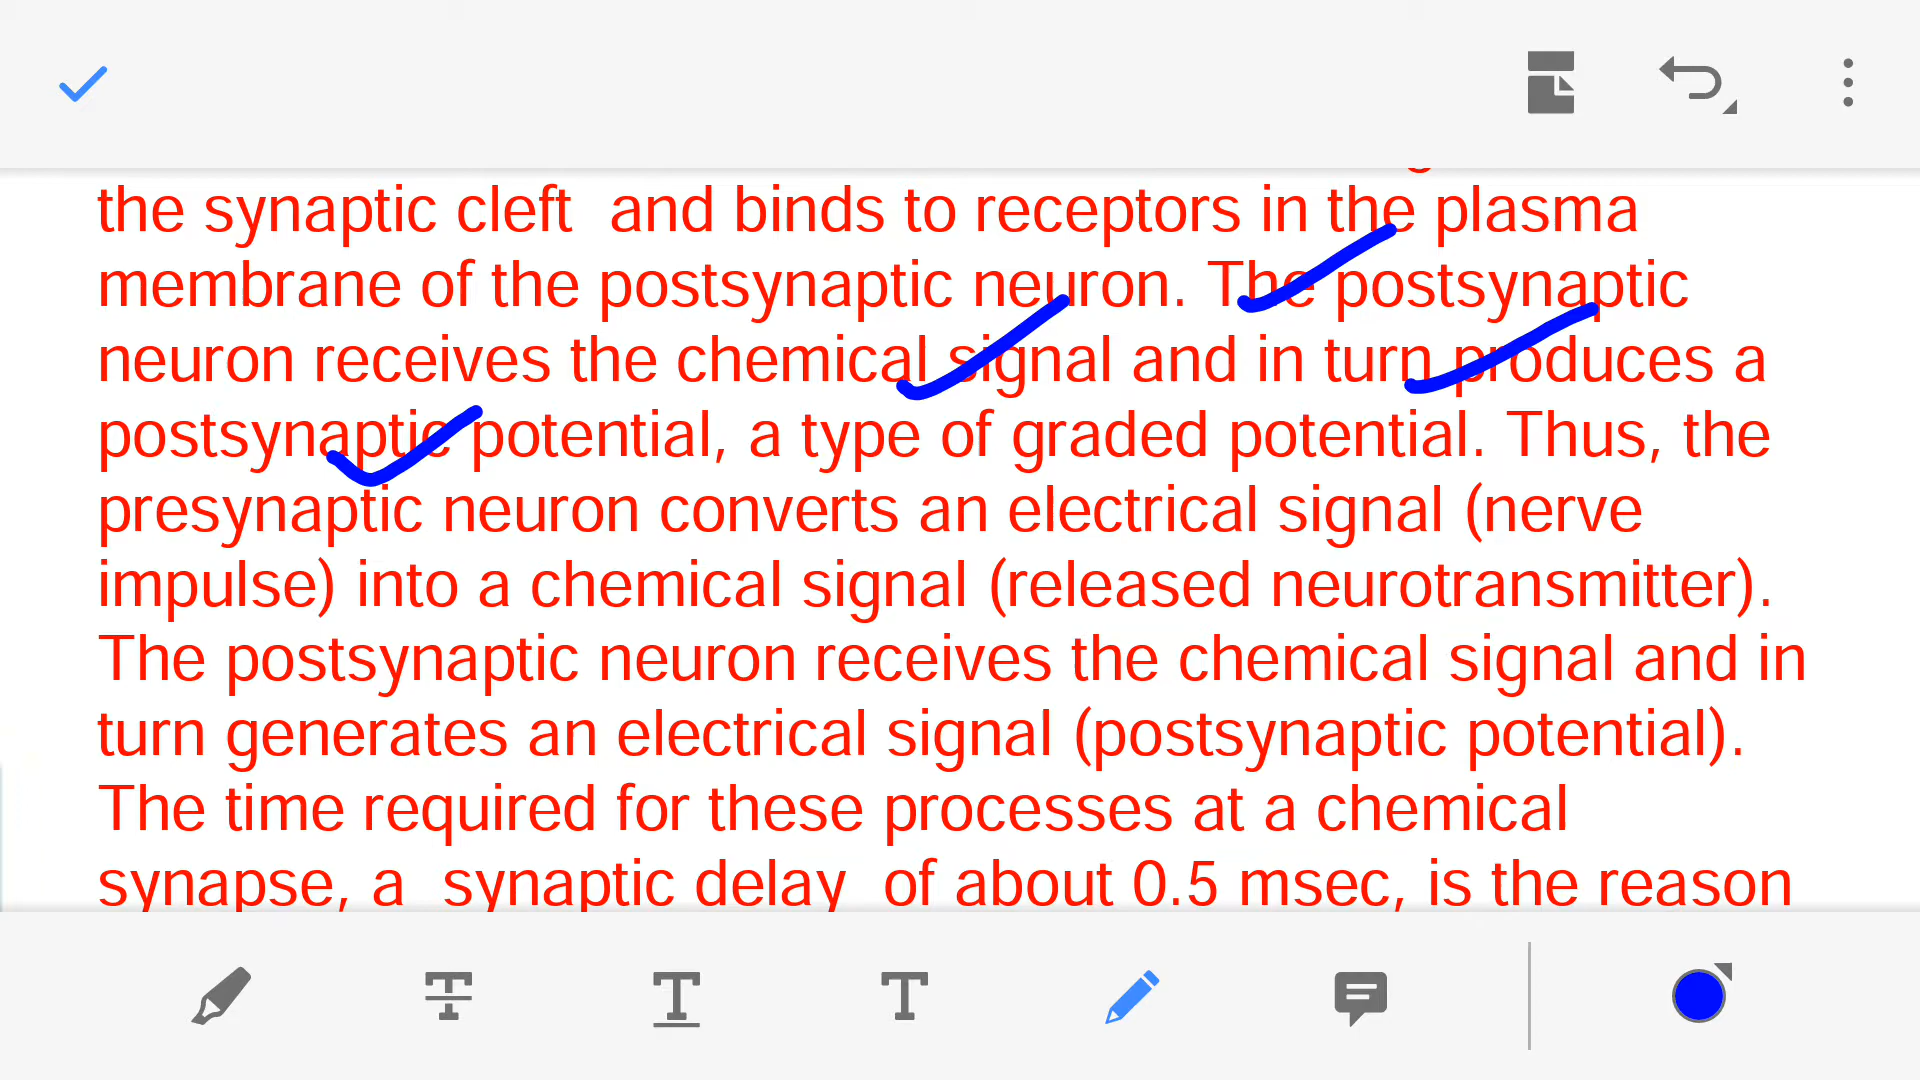 the synaptic cleft  and binds to receptors in the plasma
membrane of the postsynaptic neuron. The postsynaptic
neuron receives the chemical signal and in turn produces a
postsynaptic potential, a type of graded potential. Thus, the
presynaptic neuron converts an electrical signal (nerve
impulse) into a chemical signal (released neurotransmitter).
The postsynaptic neuron receives the chemical signal and in
turn generates an electrical signal (postsynaptic potential).
The time required for these processes at a chemical
synapse, a  synaptic delay  of about 0.5 msec, is the reason